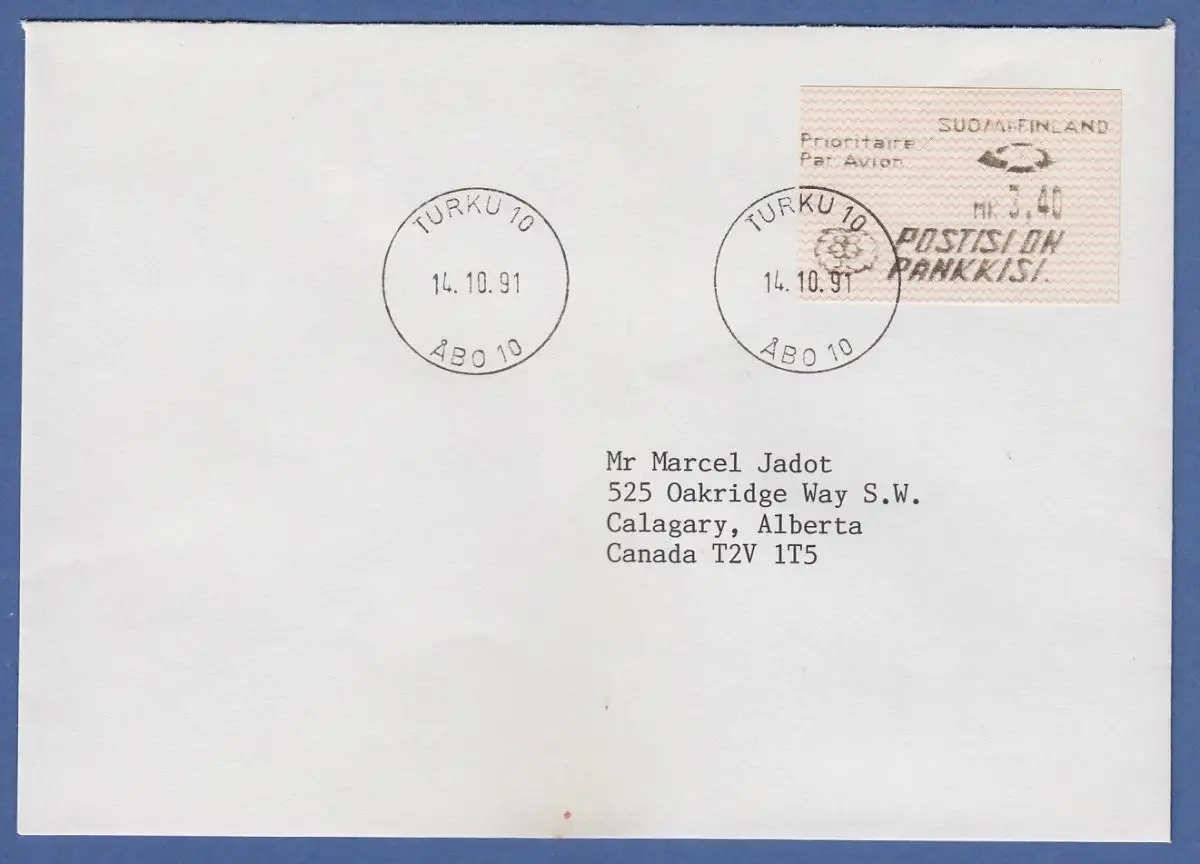 SUOMI-FINLAND
Prioritaire
Par Avion
MK 3,40
POSTISI ON
PANKKISI.
TURKU 10
14.10.91
ÅBO 10
TURKU 10
14.10.91
ÅBO 10
Mr Marcel Jadot
525 Oakridge Way S.W.
Calagary, Alberta
Canada T2V 1T5